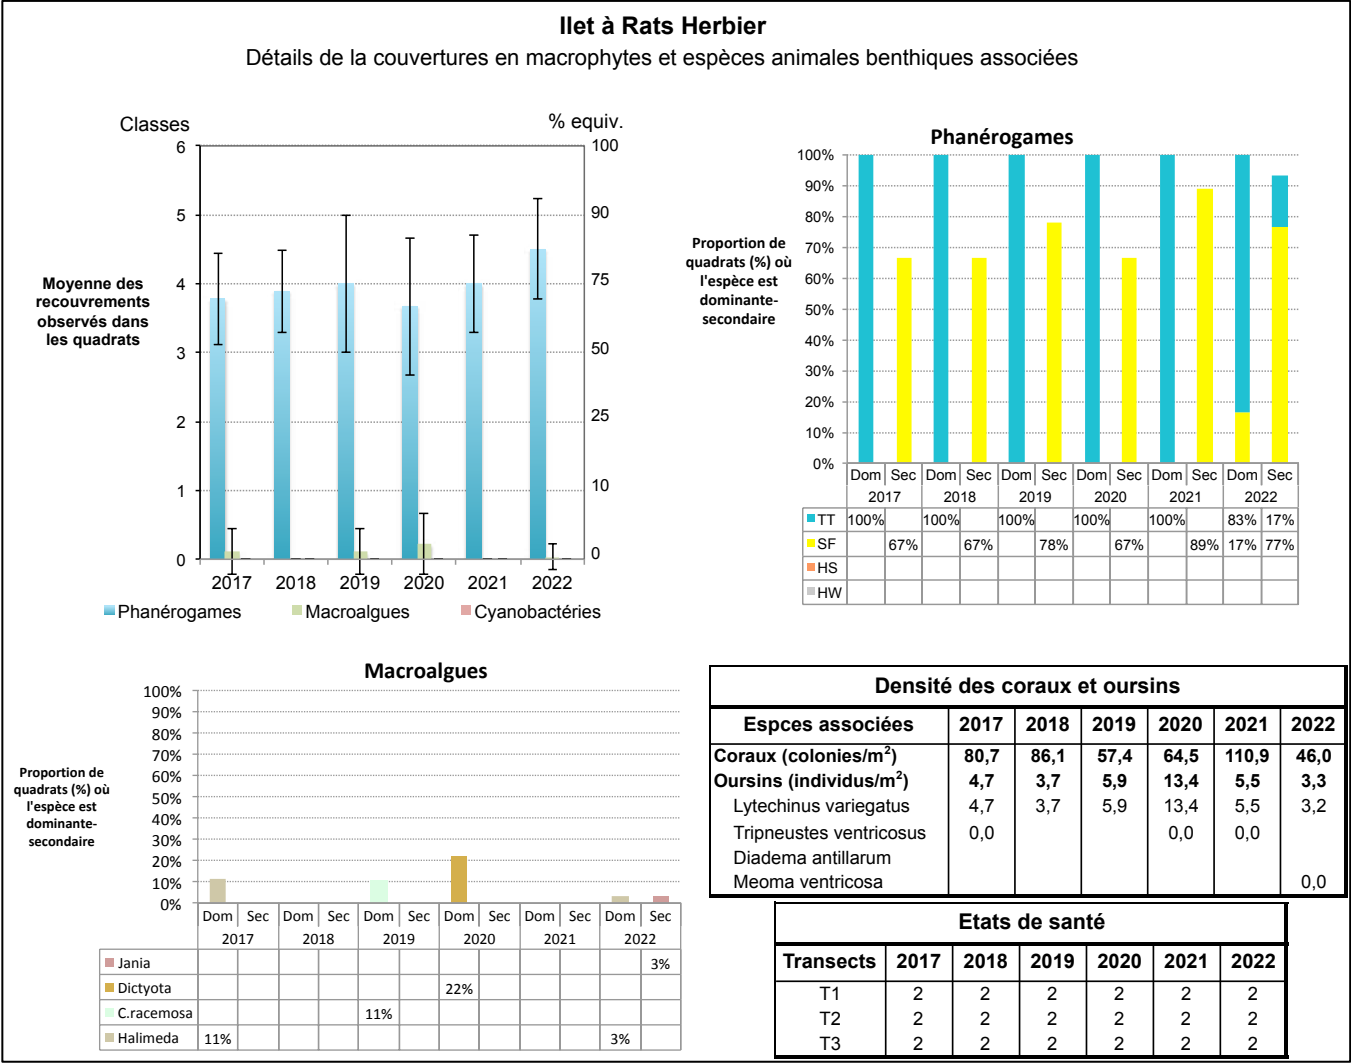 Ilet à Rats Herbier
Détails de la couvertures en macrophytes et espèces animales benthiques associées
Classes
% equiv.
6
5
4
3
2
1
0
100
90
75
50
25
10
0
Moyenne des
recouvrements
observés dans
les quadrats
2017 2018 2019 2020 2021 2022
Phanérogames Macroalgues Cyanobactéries
Phanérogames
Proportion de
quadrats (%) où
l'espèce est
dominante-
secondaire
100%
90%
80%
70%
60%
50%
40%
30%
20%
10%
0%
Dom Sec Dom Sec Dom Sec Dom Sec Dom Sec Dom Sec
2017 2018 2019 2020 2021 2022
TT 100% 100% 100% 100% 100% 83% 17%
SF 67% 67% 78% 67% 89% 17% 77%
HS
HW
Macroalgues
Proportion de
quadrats (%) où
l'espèce est
dominante-
secondaire
100%
90%
80%
70%
60%
50%
40%
30%
20%
10%
0%
Dom Sec Dom Sec Dom Sec Dom Sec Dom Sec Dom Sec
2017 2018 2019 2020 2021 2022
Jania 3%
Dictyota 22%
C.racemosa 11%
Halimeda 11% 3%
Densité des coraux et oursins
Espces associées 2017 2018 2019 2020 2021 2022
Coraux (colonies/m²) 80,7 86,1 57,4 64,5 110,9 46,0
Oursins (individus/m²) 4,7 3,7 5,9 13,4 5,5 3,3
Lytechinus variegatus 4,7 3,7 5,9 13,4 5,5 3,2
Tripneustes ventricosus 0,0 0,0 0,0
Diadema antillarum
Meoma ventricosa 0,0
Etats de santé
Transects 2017 2018 2019 2020 2021 2022
T1 2 2 2 2 2 2
T2 2 2 2 2 2 2
T3 2 2 2 2 2 2